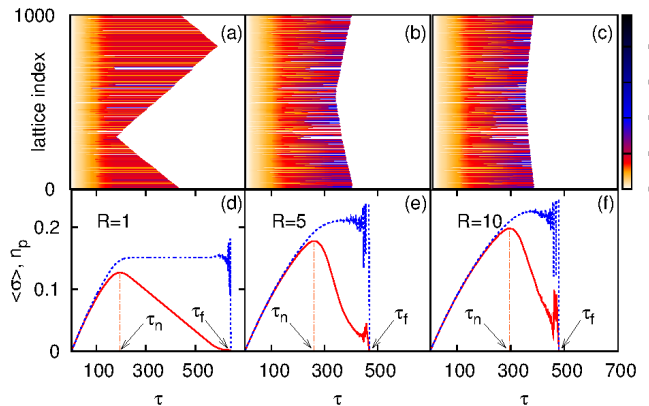 1000
lattice index
0
(a)
(b)
(c)
0.2
0.1
0
<σ>, n_p
R=1
(d)
τ_n
τ_f
R=5
(e)
τ_n
τ_f
R=10
(f)
τ_n
τ_f
100 300 500
100 300 500
100 300 500 700
τ
τ
τ